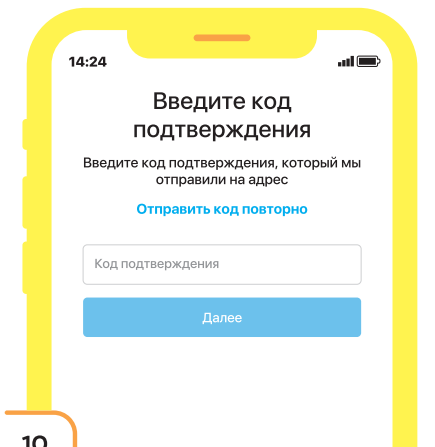 14:24
Введите код
подтверждения
Введите код подтверждения, который мы
отправили на адрес
Отправить код повторно
Код подтверждения
Далее
10